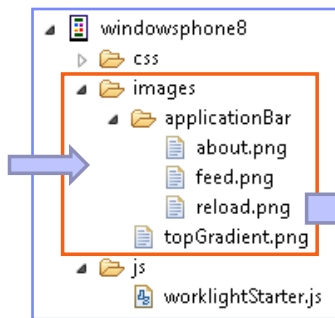 windowsphone8
css
images
applicationBar
about.png
feed.png
reload.png
topGradient.png
js
worklightStarter.js